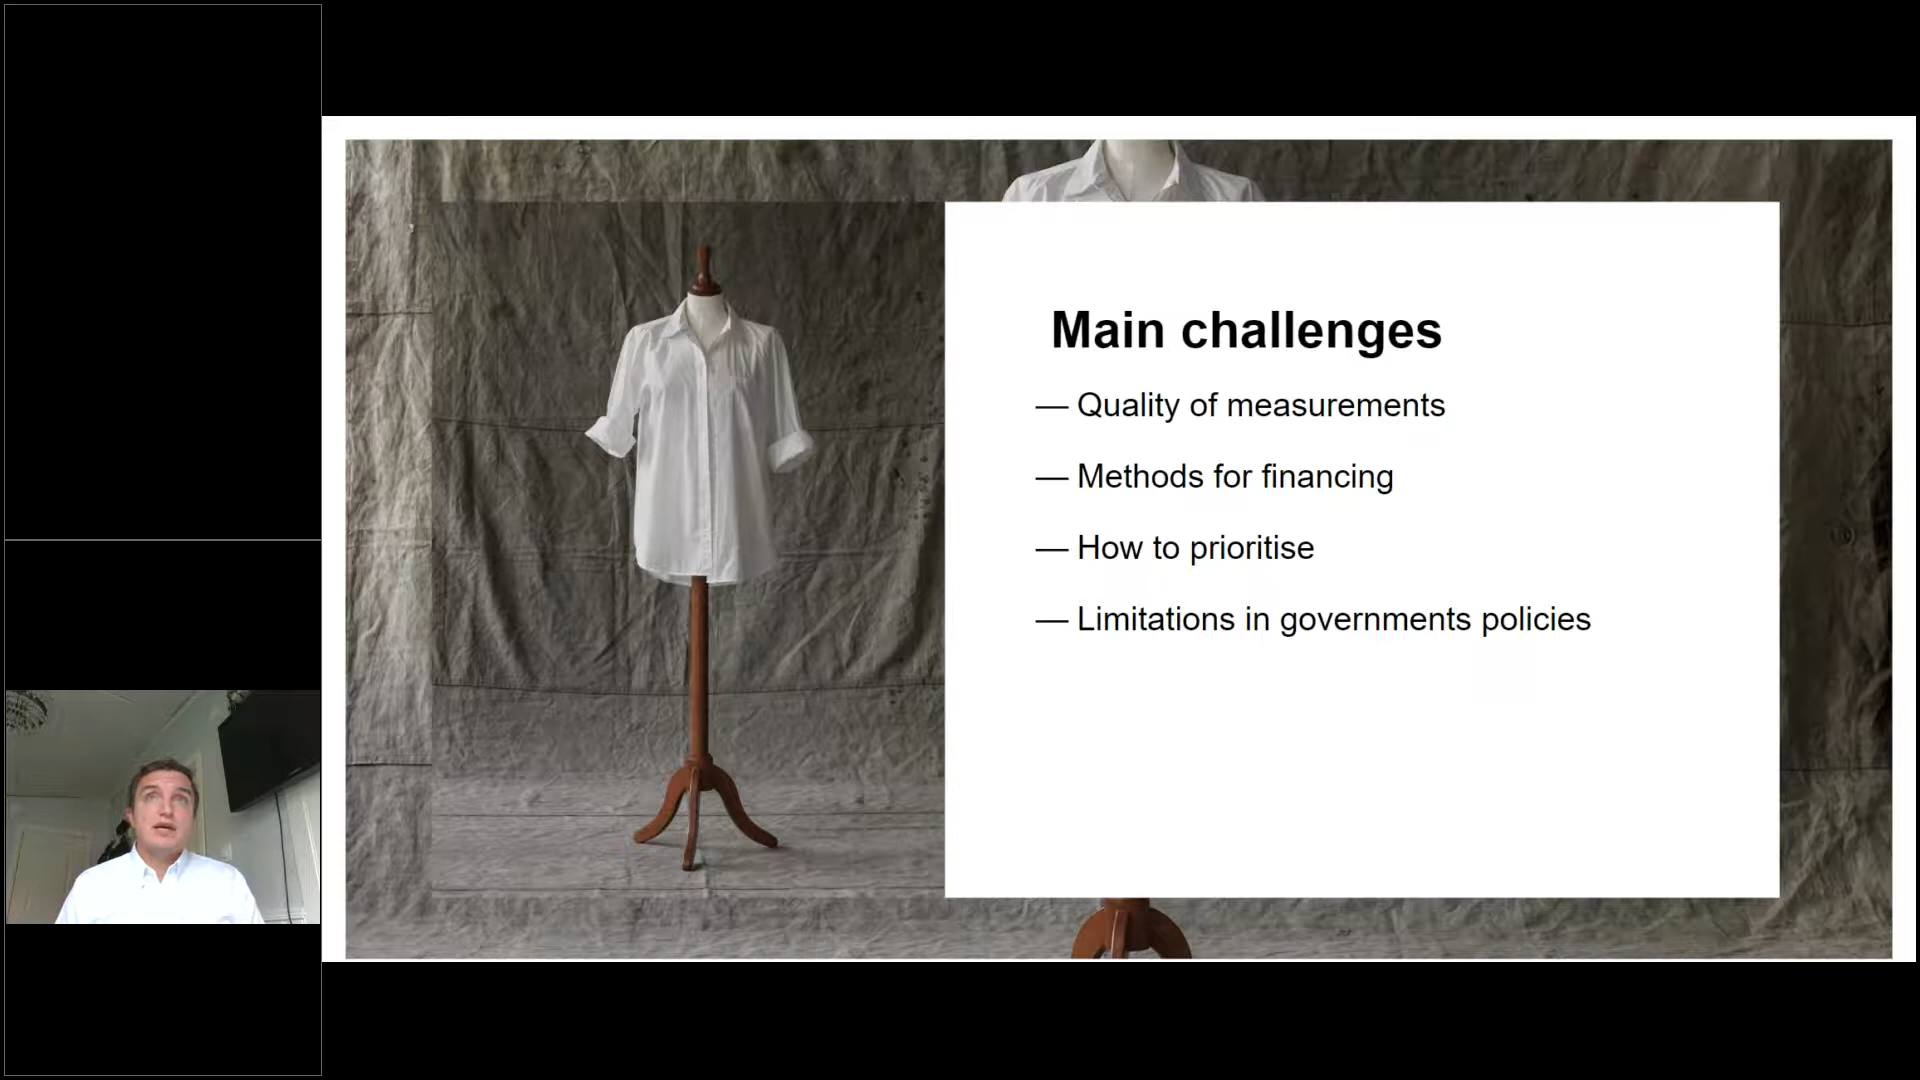 Main challenges
— Quality of measurements
— Methods for financing
— How to prioritise
— Limitations in governments policies